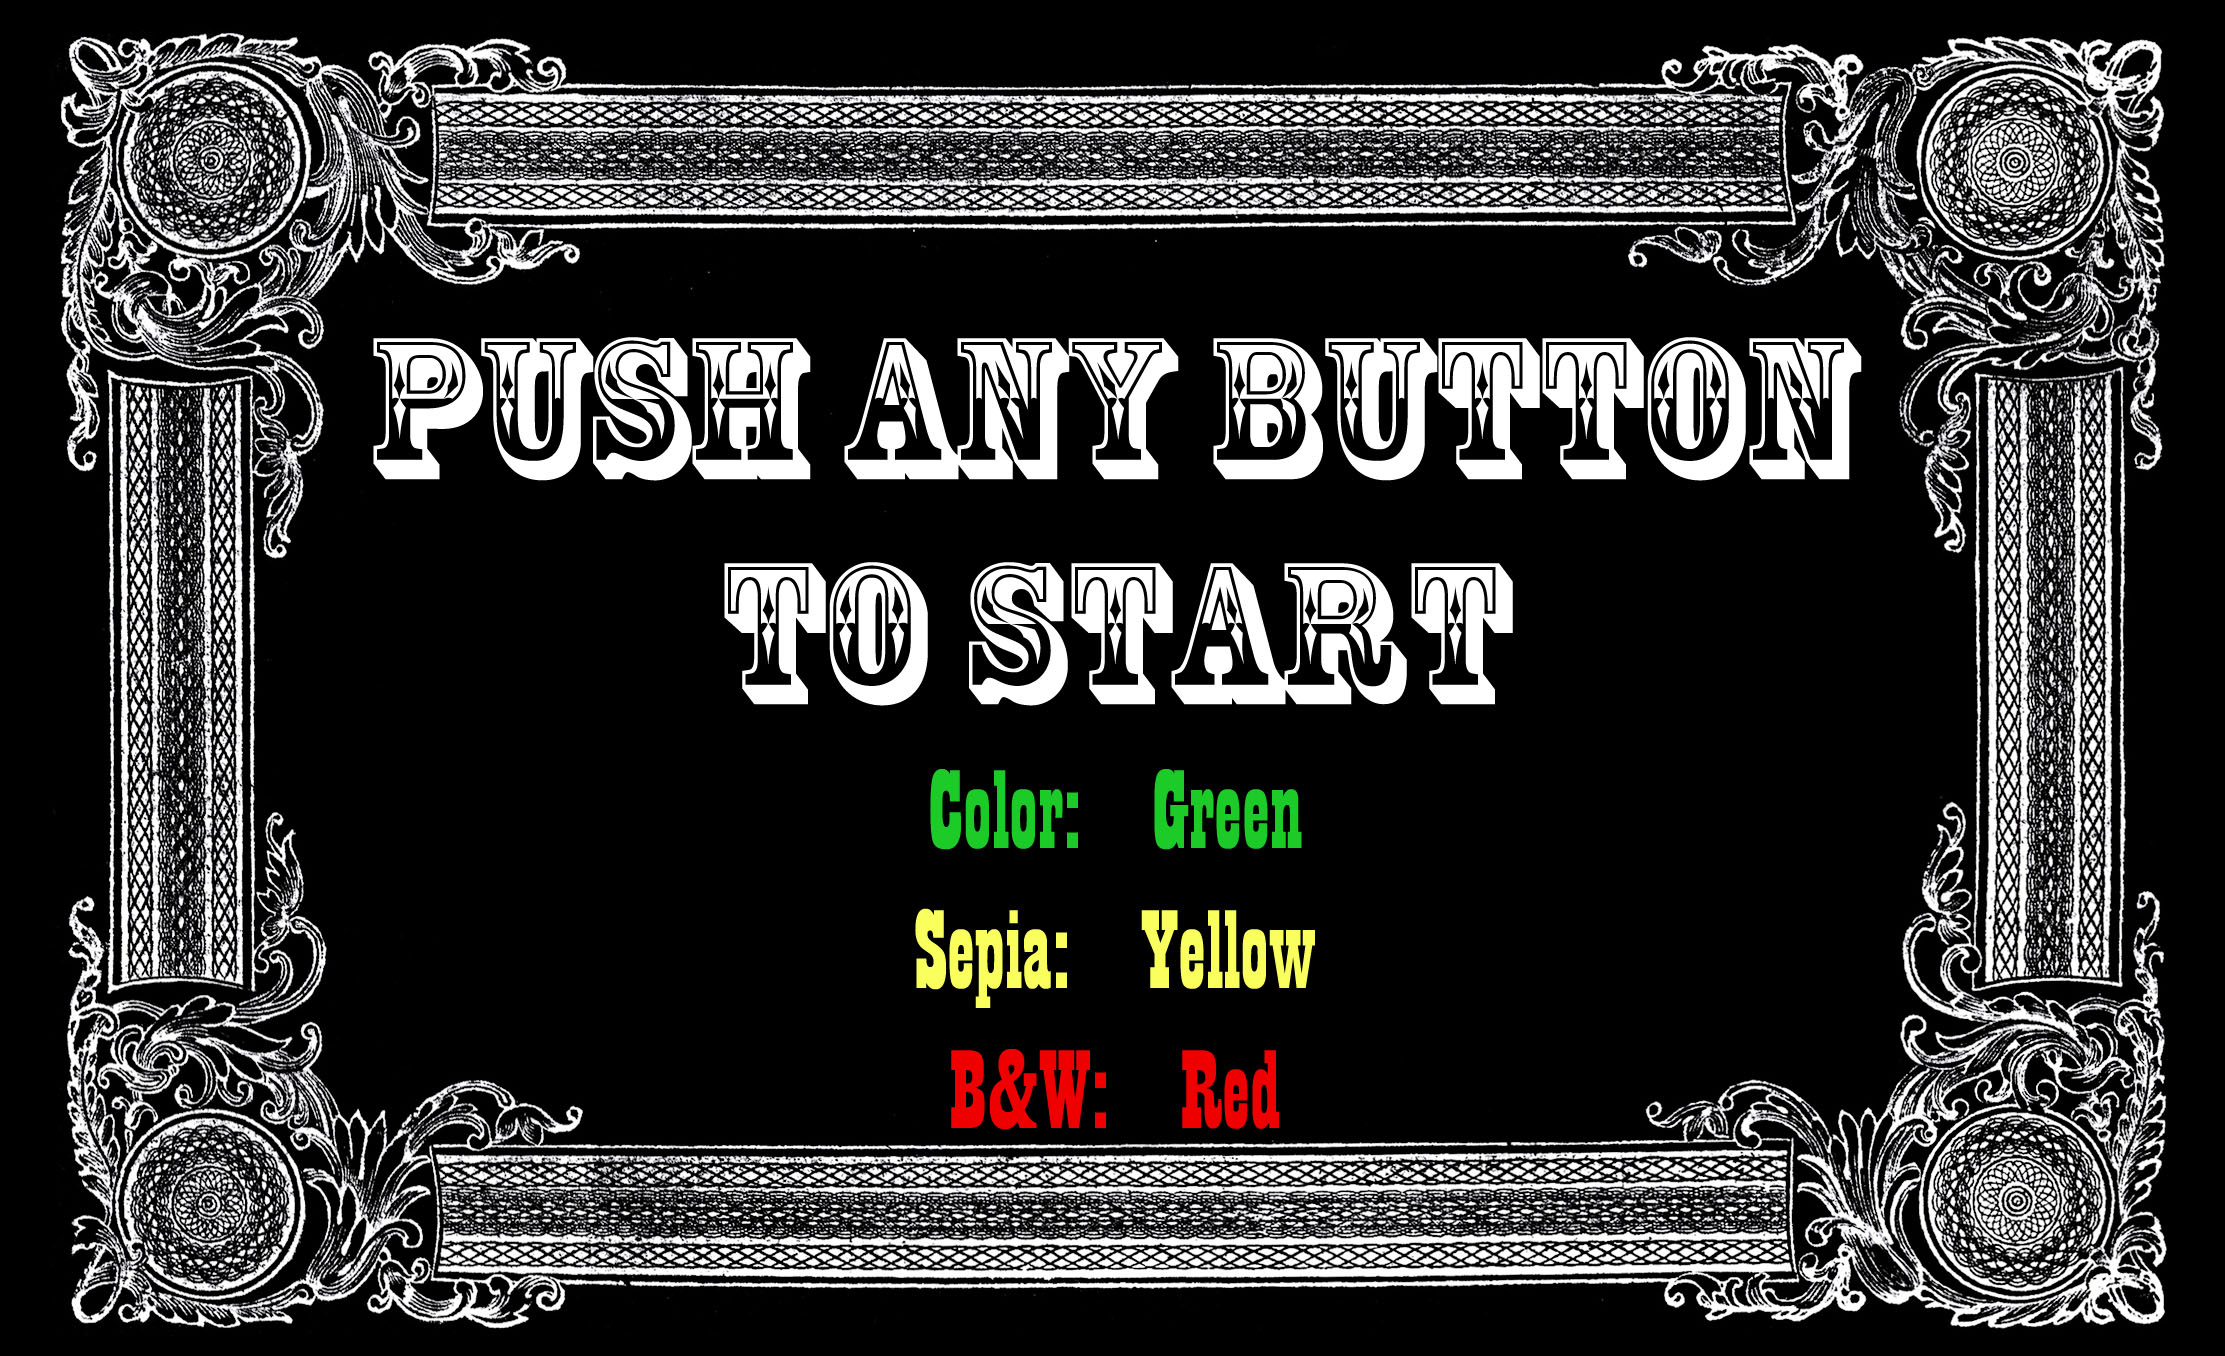 PUSH ANY BUTTON
TO START
Color: Green
Sepia: Yellow
B&W: Red